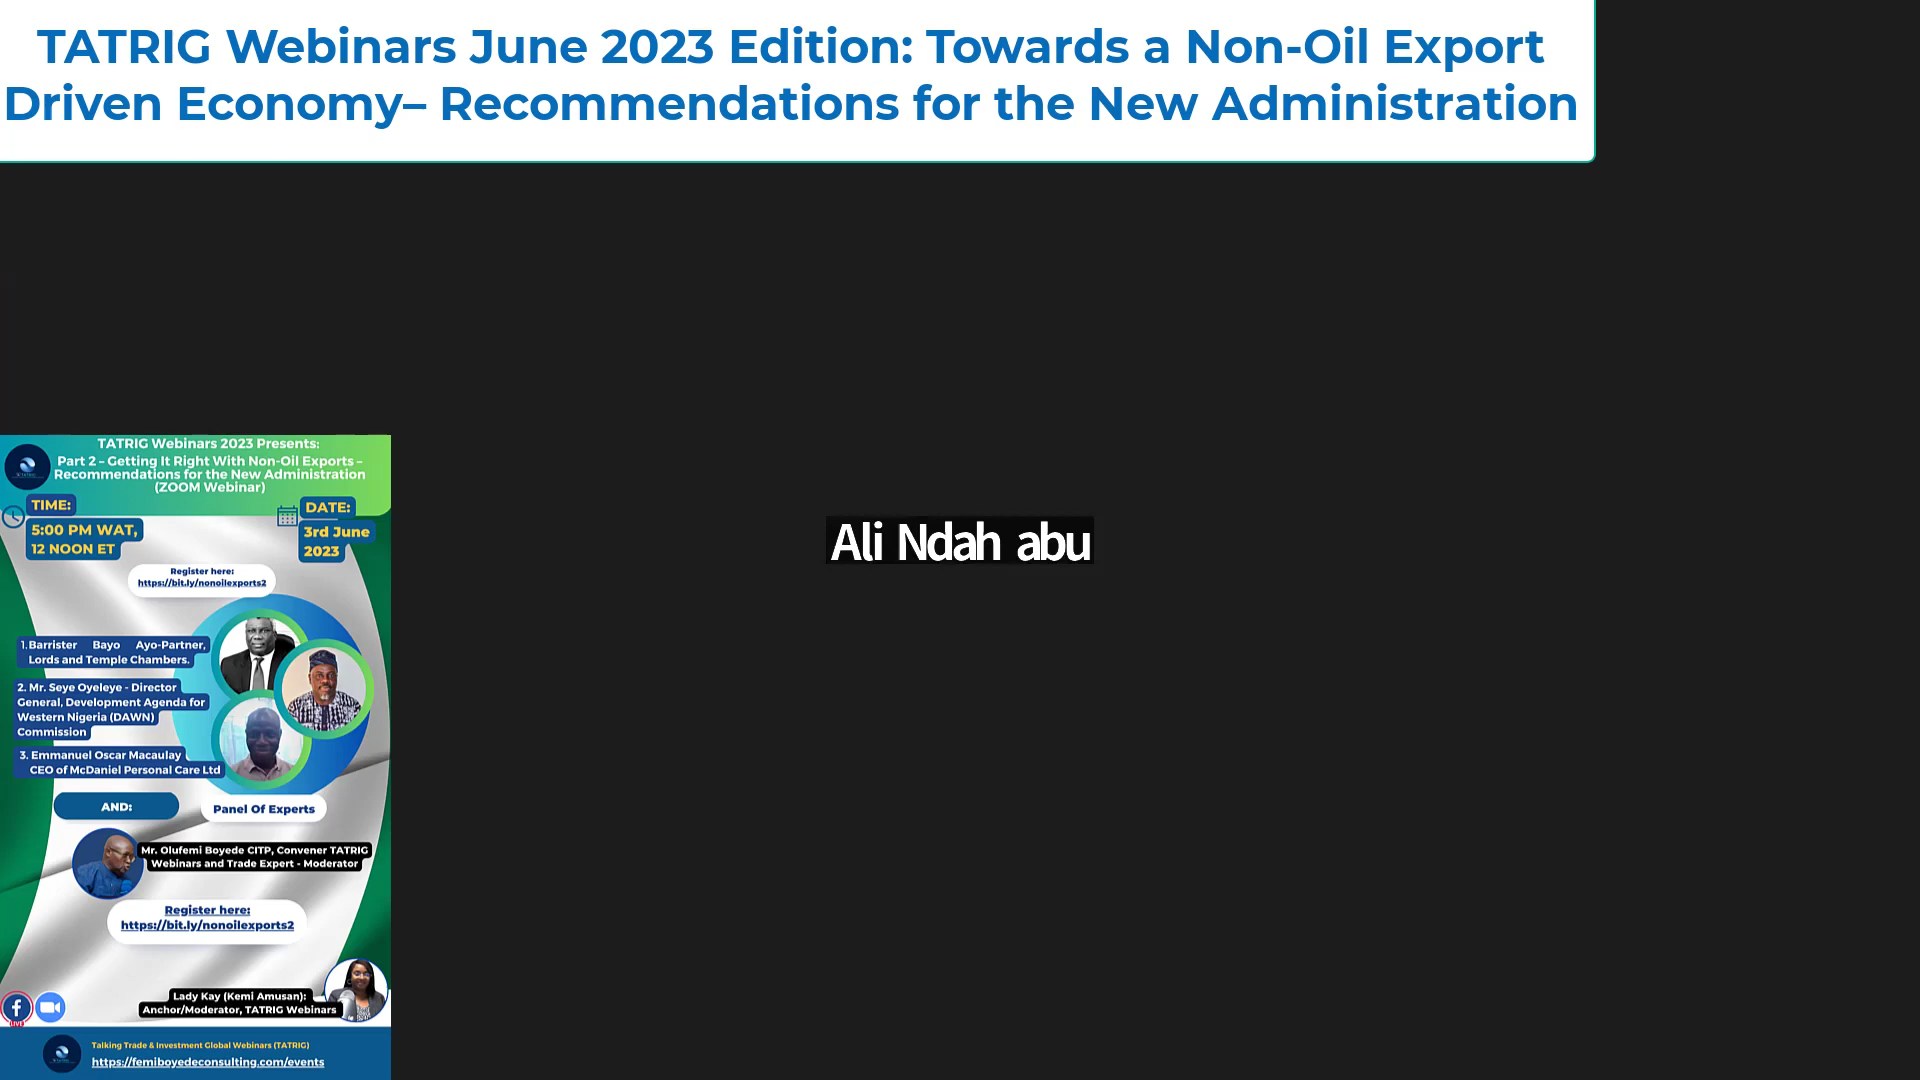 TATRIG Webinars June 2023 Edition: Towards a Non-Oil Export
Driven Economy– Recommendations for the New Administration
TATRIG Webinars 2023 Presents:
Part 2 – Getting It Right With Non-Oil Exports –
Recommendations for the New Administration
(ZOOM Webinar)
TIME:
5:00 PM WAT,
12 NOON ET
DATE:
3rd June
2023
Register here:
https://bit.ly/nonoilexports2
1. Barrister Bayo Ayo-Partner,
Lords and Temple Chambers.
2. Mr. Seye Oyeleye - Director
General, Development Agenda for
Western Nigeria (DAWN)
Commission
3. Emmanuel Oscar Macaulay
CEO of McDaniel Personal Care Ltd
AND:
Panel Of Experts
Mr. Olufemi Boyede CITP, Convener TATRIG
Webinars and Trade Expert - Moderator
Register here:
https://bit.ly/nonoilexports2
Lady Kay (Kemi Amusan):
Anchor/Moderator, TATRIG Webinars
LIVE
Talking Trade & Investment Global Webinars (TATRIG)
https://femiboyedeconsulting.com/events
Ali Ndah abu